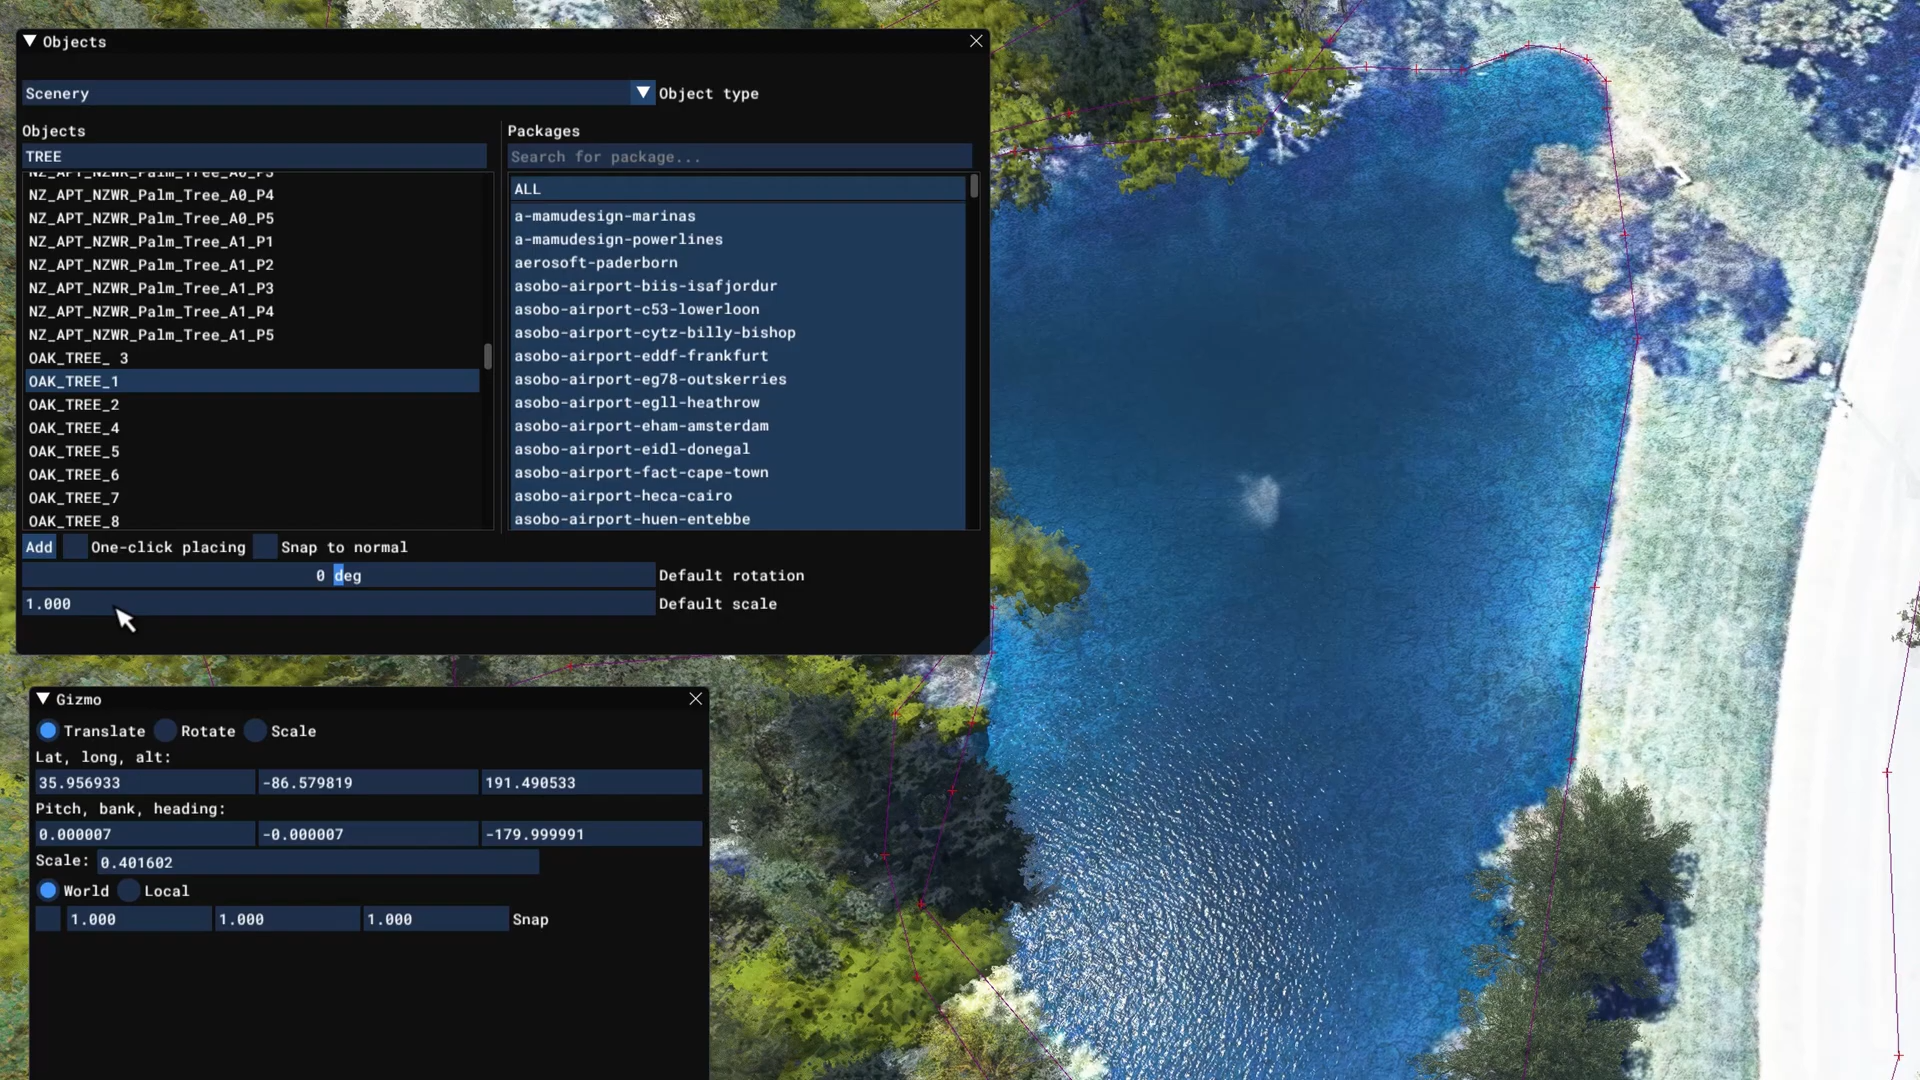 Objects
Scenery
Object type
Objects
TREE
NZ_APT_NZWR_Palm_Tree_A0_P3
NZ_APT_NZWR_Palm_Tree_A0_P4
NZ_APT_NZWR_Palm_Tree_A0_P5
NZ_APT_NZWR_Palm_Tree_A1_P1
NZ_APT_NZWR_Palm_Tree_A1_P2
NZ_APT_NZWR_Palm_Tree_A1_P3
NZ_APT_NZWR_Palm_Tree_A1_P4
NZ_APT_NZWR_Palm_Tree_A1_P5
OAK_TREE_ 3
OAK_TREE_1
OAK_TREE_2
OAK_TREE_4
OAK_TREE_5
OAK_TREE_6
OAK_TREE_7
OAK_TREE_8
Packages
Search for package...
ALL
a-mamudesign-marinas
a-mamudesign-powerlines
aerosoft-paderborn
asobo-airport-biis-isafjordur
asobo-airport-c53-lowerloon
asobo-airport-cytz-billy-bishop
asobo-airport-eddf-frankfurt
asobo-airport-eg78-outskerries
asobo-airport-egll-heathrow
asobo-airport-eham-amsterdam
asobo-airport-eidl-donegal
asobo-airport-fact-cape-town
asobo-airport-heca-cairo
asobo-airport-huen-entebbe
Add One-click placing Snap to normal
0 deg Default rotation
1.000 Default scale
Gizmo
Translate Rotate Scale
Lat, long, alt:
35.956933 -86.579819 191.490533
Pitch, bank, heading:
0.000007 -0.000007 -179.999991
Scale: 0.401602
World Local
1.000 1.000 1.000 Snap